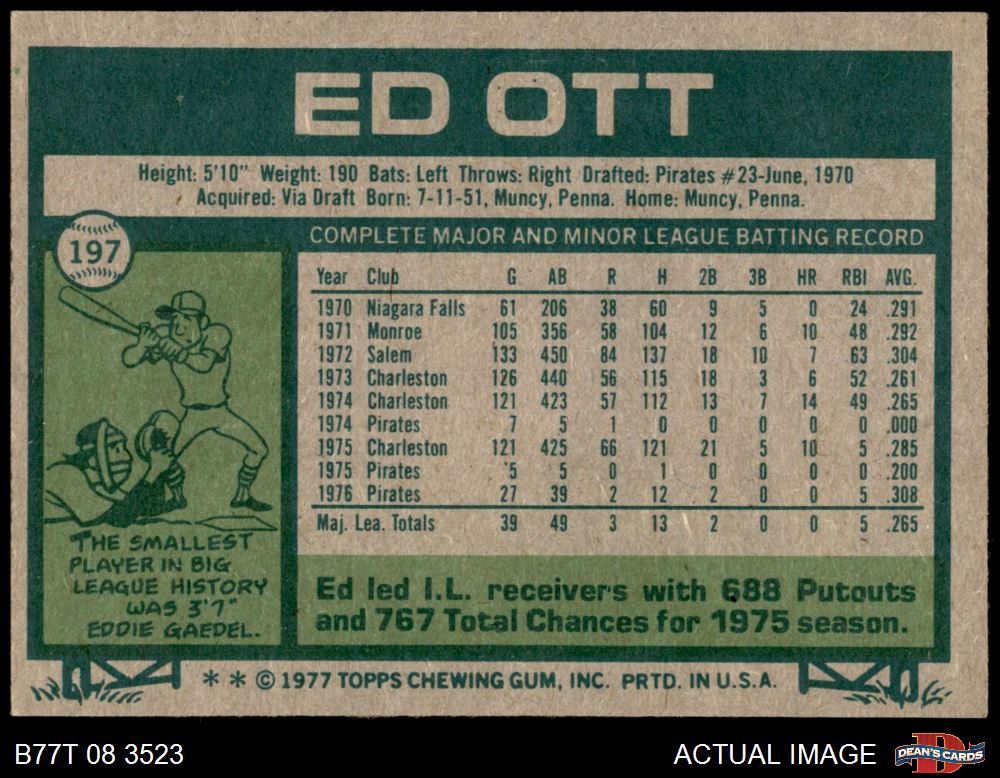 ED OTT
Height: 5'10" Weight: 190 Bats: Left Throws: Right Drafted: Pirates #23-June, 1970
Acquired: Via Draft Born: 7-11-51, Muncy, Penna. Home: Muncy, Penna.
197
COMPLETE MAJOR AND MINOR LEAGUE BATTING RECORD
Year Club G AB R H 2B 3B HR RBI AVG.
1970 Niagara Falls 61 206 38 60 9 5 0 24 .291
1971 Monroe 105 356 58 104 12 6 10 48 .292
1972 Salem 133 450 84 137 18 10 7 63 .304
1973 Charleston 126 440 56 115 18 3 6 52 .261
1974 Charleston 121 423 57 112 13 7 14 49 .265
1974 Pirates 7 5 1 0 0 0 0 0 .000
1975 Charleston 121 425 66 121 21 5 10 5 .285
1975 Pirates 5 5 0 1 0 0 0 0 .200
1976 Pirates 27 39 2 12 2 0 0 5 .308
Maj. Lea. Totals 39 49 3 13 2 0 0 5 .265
THE SMALLEST
PLAYER IN BIG
LEAGUE HISTORY
WAS 3'7"
EDDIE GAEDEL.
Ed led I.L. receivers with 688 Putouts
and 767 Total Chances for 1975 season.
* * © 1977 TOPPS CHEWING GUM, INC. PRTD. IN U.S.A.
B77T 08 3523
ACTUAL IMAGE
DEAN'S CARDS